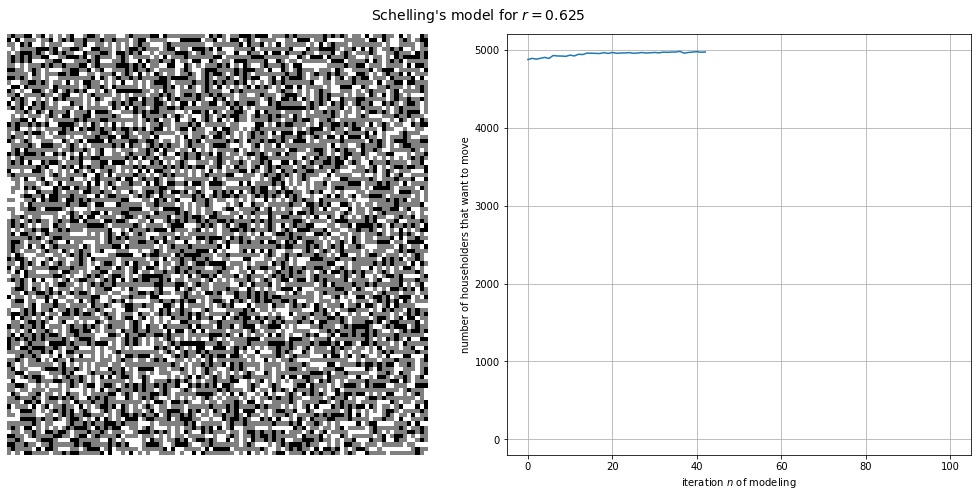 Schelling's model for r = 0.625
number of householders that want to move
5000
4000
3000
2000
1000
0
0 20 40 60 80 100
iteration n of modeling